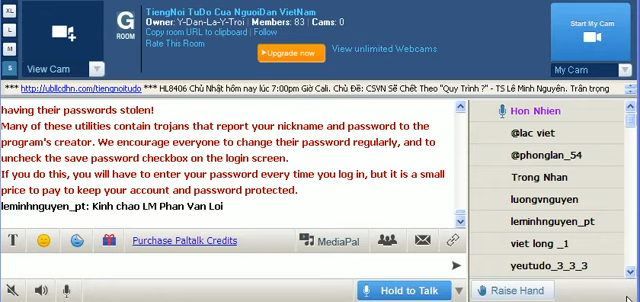 XL
L
M
S
View Cam
G
ROOM
TiengNoi TuDo Cua NguoiDan VietNam
Owner: Y-Dan-La-Y-Troi | Members: 83 | Cams: 0
Copy room URL to clipboard | Follow
Rate This Room
Upgrade now
View unlimited Webcams
Start My Cam
My Cam
*** http://ubllcdhn.com/tiengnoitudo/ *** HL8406 Chủ Nhật hôm nay lúc 7:00pm Giờ Cali. Chủ Đề: CSVN Sẽ Chết Theo "Quy Trình ?" - TS Lê Minh Nguyên. Trân trọng
having their passwords stolen!
Many of these utilities contain trojans that report your nickname and password to the
program's creator. We encourage everyone to change their password regularly, and to
uncheck the save password checkbox on the login screen.
If you do this, you will have to enter your password every time you log in, but it is a small
price to pay to keep your account and password protected.
leminhnguyen_pt: Kinh chao LM Phan Van Loi
Hon Nhien
@lac viet
@phonglan_54
Trong Nhan
luongvnguyen
leminhnguyen_pt
viet long _1
yeutudo_3_3_3
T
Purchase Paltalk Credits
MediaPal
Hold to Talk
Raise Hand